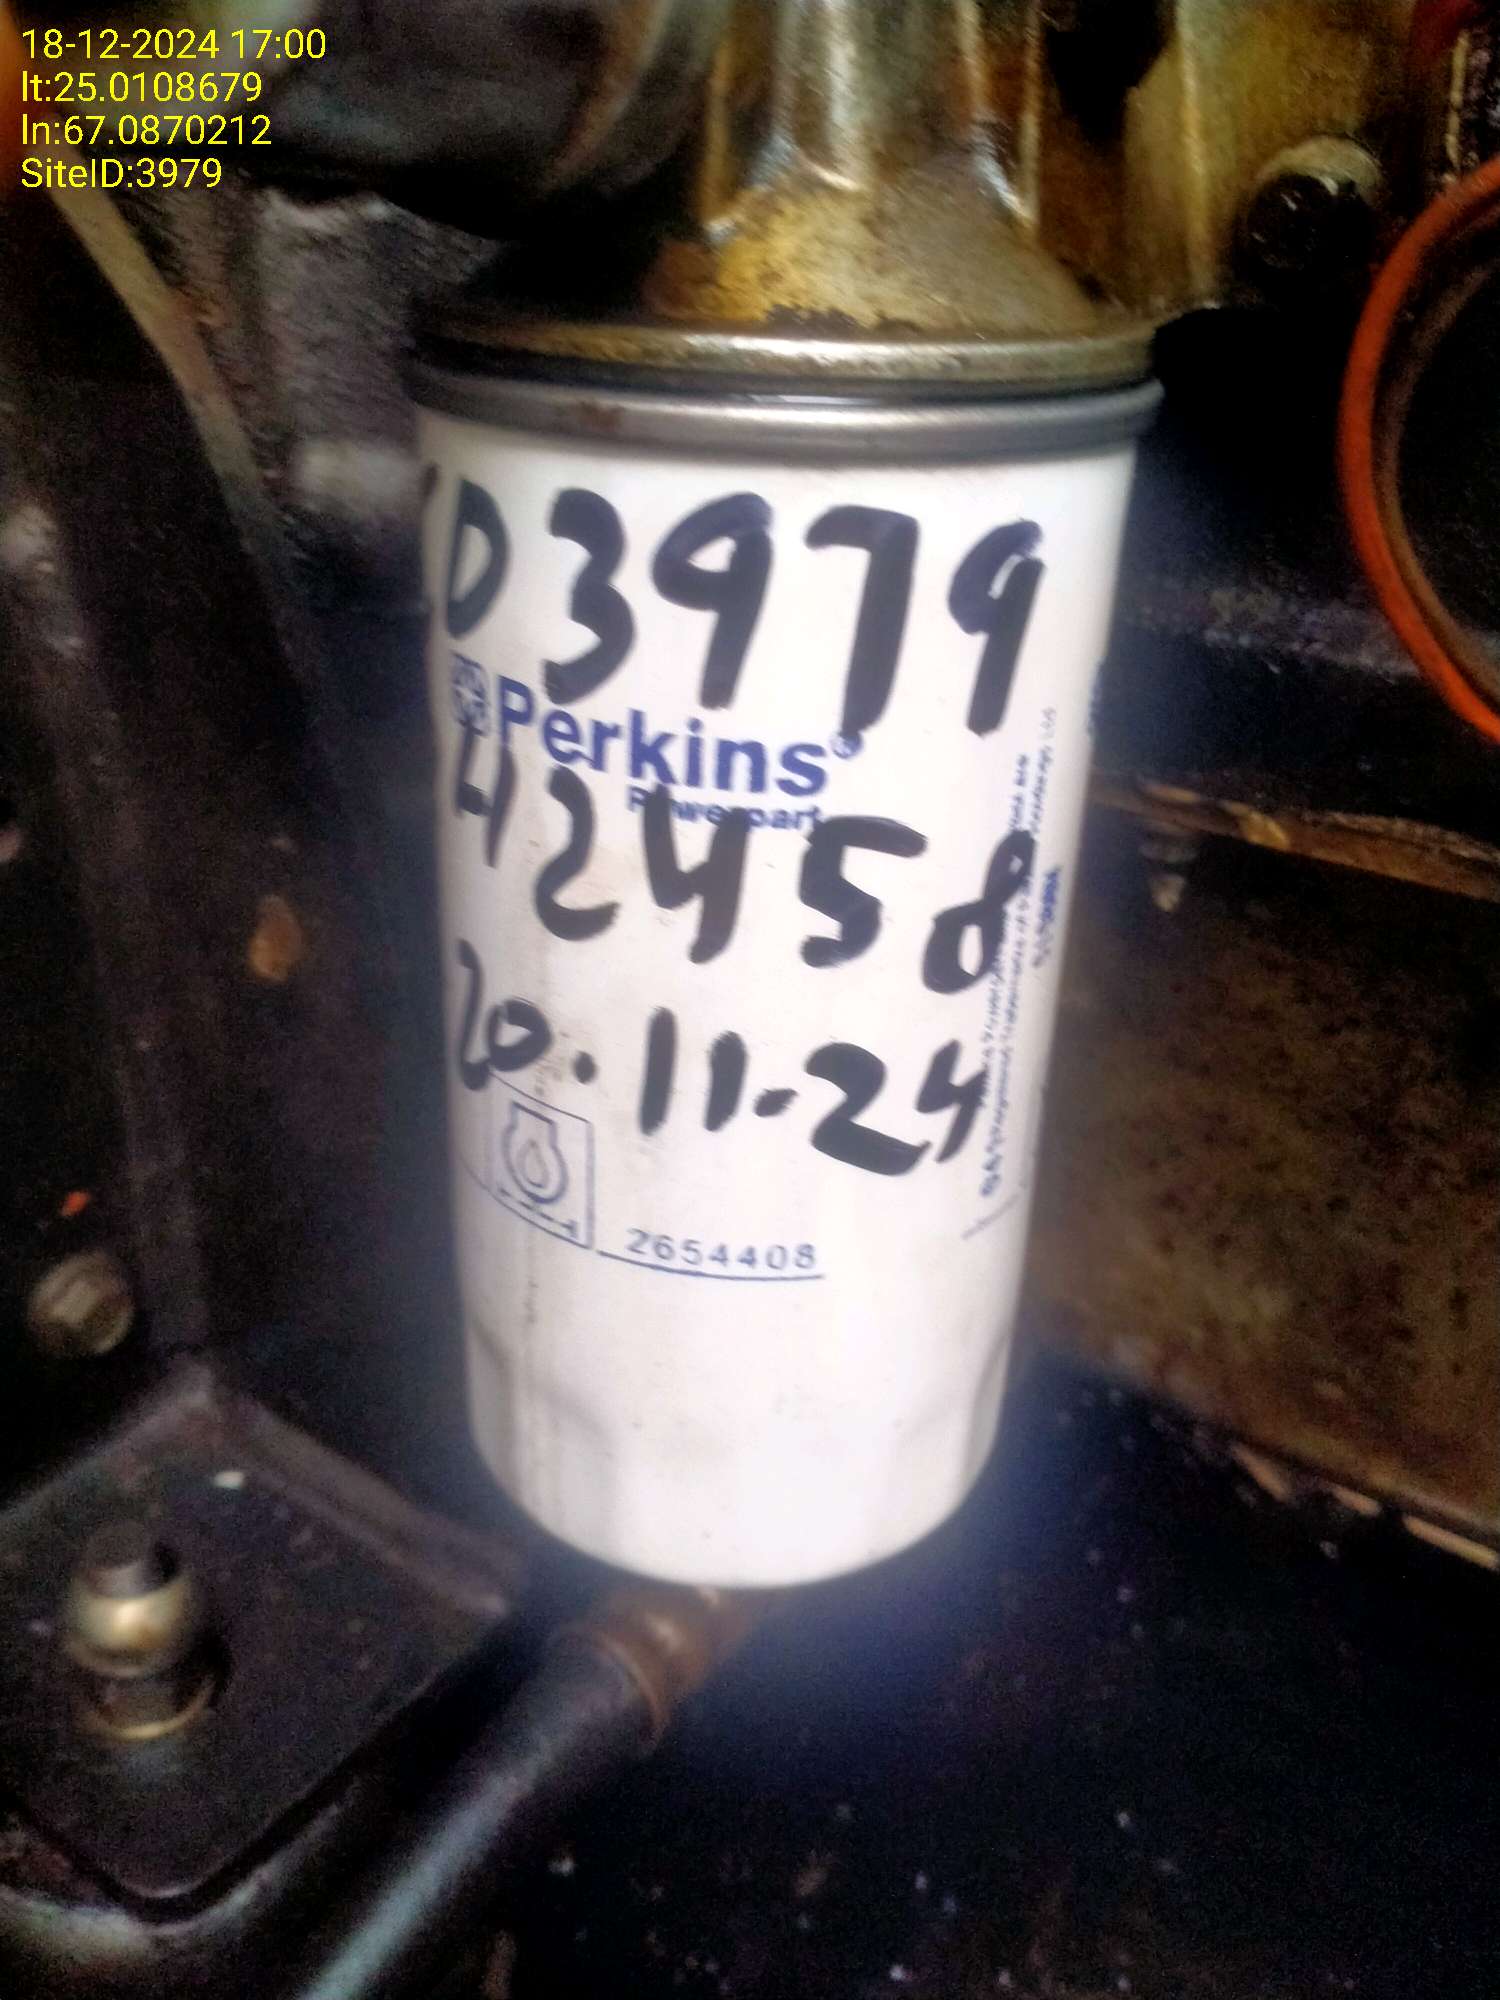 18-12-2024 17:00
lt:25.0108679
ln:67.0870212
SiteID:3979
D3979
Perkins®
Powerpart
42458
20.11-24
2654408